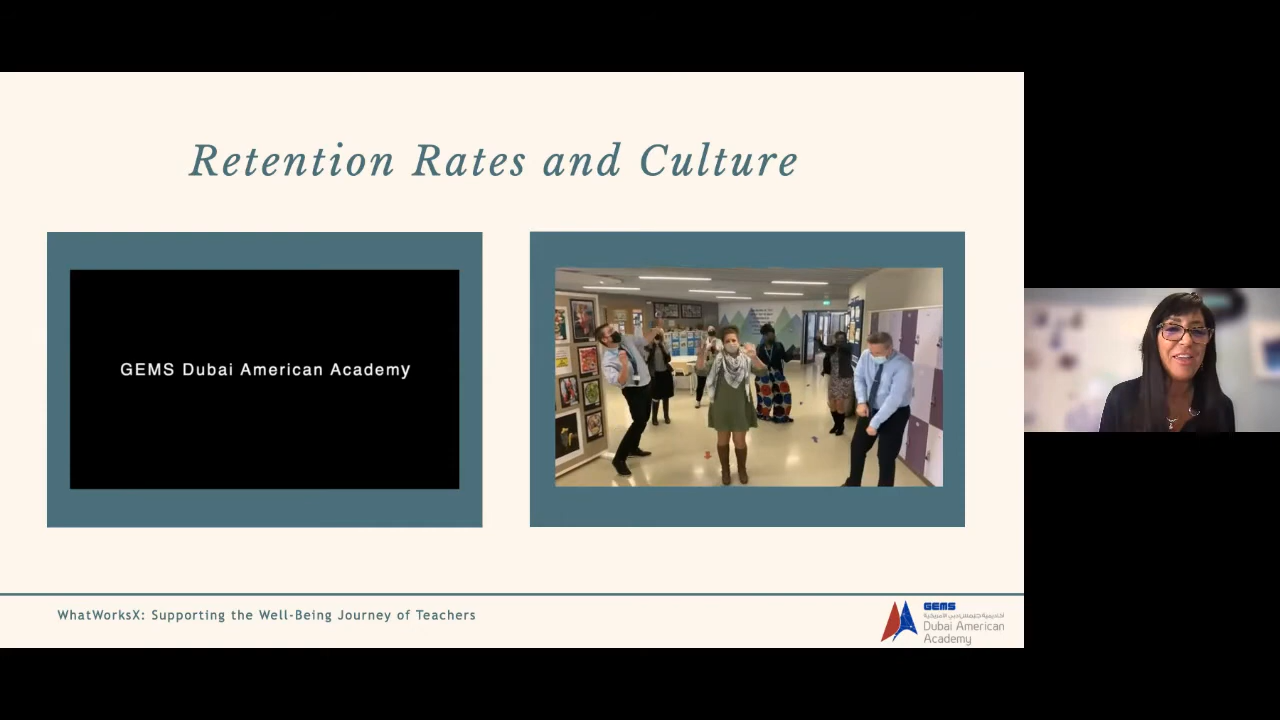 Retention Rates and Culture
GEMS Dubai American Academy
WhatWorksX: Supporting the Well-Being Journey of Teachers
GEMS
Dubai American
Academy